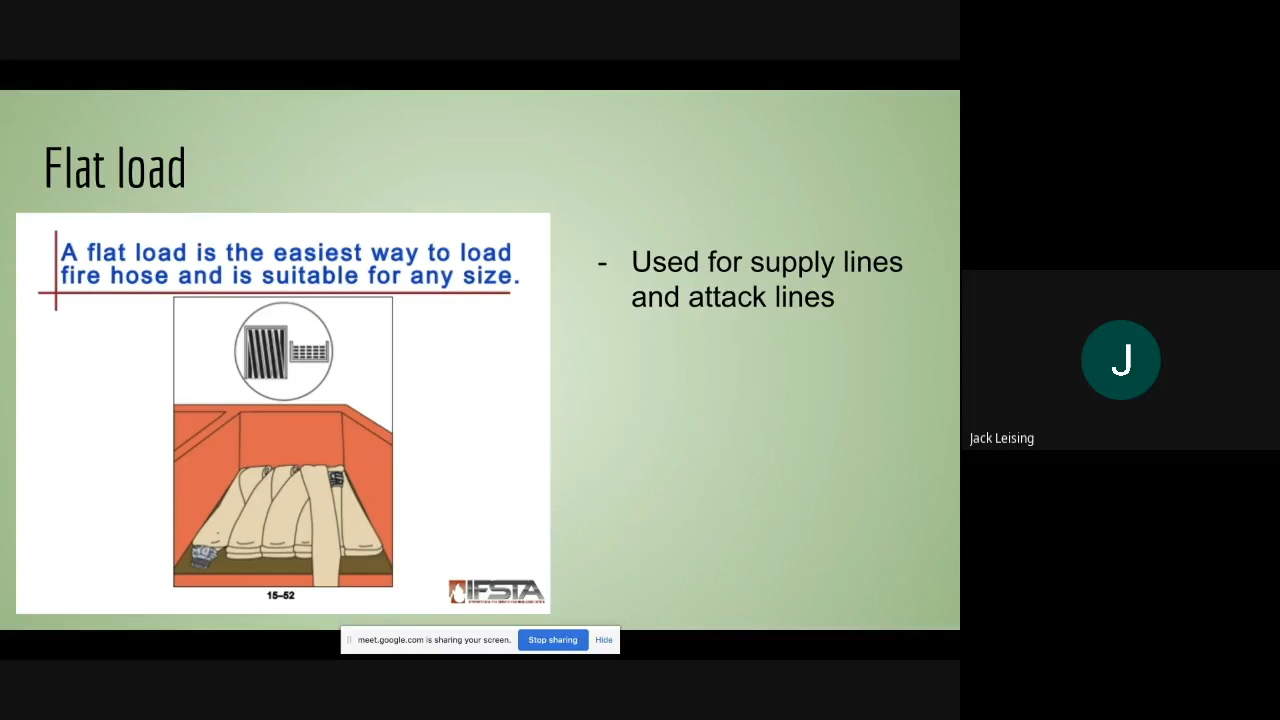 Flat load
A flat load is the easiest way to load
fire hose and is suitable for any size.
15–52
IFSTA
- Used for supply lines
and attack lines
J
Jack Leising
meet.google.com is sharing your screen.
Stop sharing
Hide